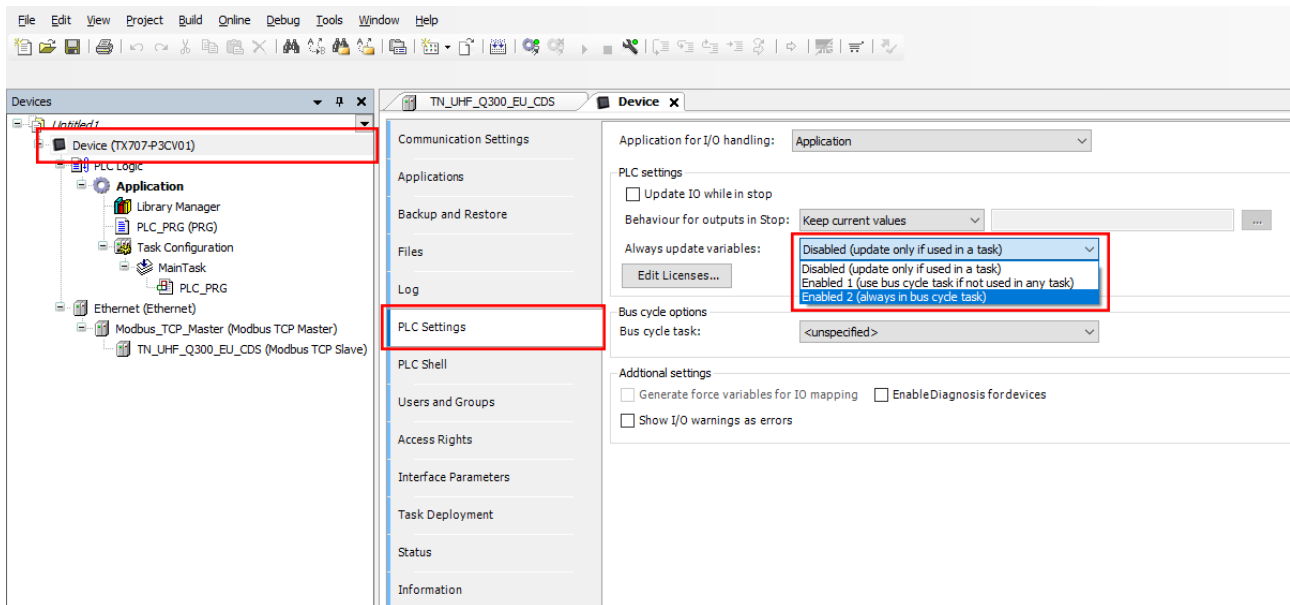 File Edit View Project Build Online Debug Tools Window Help
Devices
TN_UHF_Q300_EU_CDS
Device
Untitled1
Device (TX707-P3CV01)
PLC Logic
Application
Library Manager
PLC_PRG (PRG)
Task Configuration
MainTask
PLC_PRG
Ethernet (Ethernet)
Modbus_TCP_Master (Modbus TCP Master)
TN_UHF_Q300_EU_CDS (Modbus TCP Slave)
Communication Settings
Applications
Backup and Restore
Files
Log
PLC Settings
PLC Shell
Users and Groups
Access Rights
Interface Parameters
Task Deployment
Status
Information
Application for I/O handling: Application
PLC settings
Update IO while in stop
Behaviour for outputs in Stop: Keep current values ...
Always update variables: Disabled (update only if used in a task)
Disabled (update only if used in a task)
Enabled 1 (use bus cycle task if not used in any task)
Enabled 2 (always in bus cycle task)
Edit Licenses...
Bus cycle options
Bus cycle task: <unspecified>
Addtional settings
Generate force variables for IO mapping Enable Diagnosis for devices
Show I/O warnings as errors